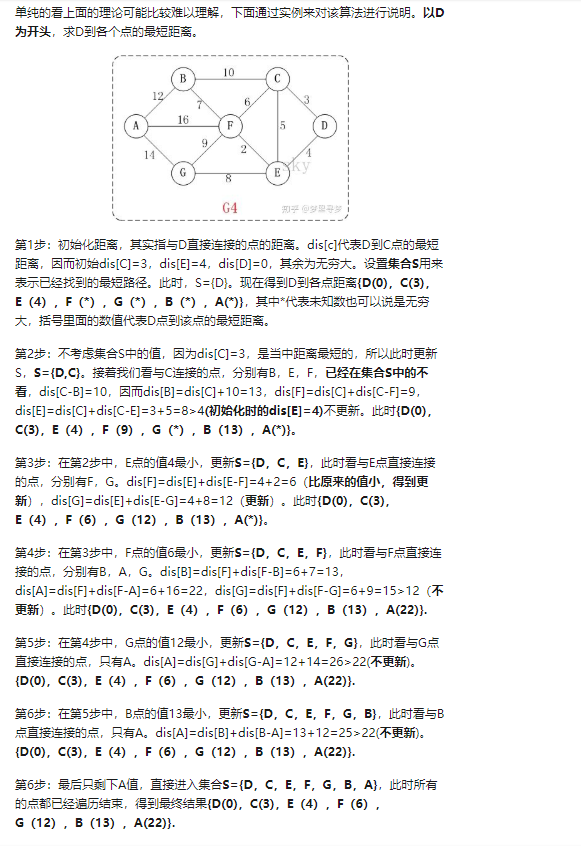 单纯的看上面的理论可能比较难以理解，下面通过实例来对该算法进行说明。以D
为开头，求D到各个点的最短距离。
B 10 C
12 7 6 3
A 16 F 5 D
14 9 2 4
G 8 E
sky
G4
知乎 @梦里寻梦
第1步：初始化距离，其实指与D直接连接的点的距离。dis[c]代表D到C点的最短
距离，因而初始dis[C]=3，dis[E]=4，dis[D]=0，其余为无穷大。设置集合S用来
表示已经找到的最短路径。此时，S={D}。现在得到D到各点距离{D(0)，C(3)，
E（4），F（*），G（*），B（*），A(*)}，其中*代表未知数也可以说是无穷
大，括号里面的数值代表D点到该点的最短距离。
第2步：不考虑集合S中的值，因为dis[C]=3，是当中距离最短的，所以此时更新
S，S={D,C}。接着我们看与C连接的点，分别有B，E，F，已经在集合S中的不
看，dis[C-B]=10，因而dis[B]=dis[C]+10=13，dis[F]=dis[C]+dis[C-F]=9，
dis[E]=dis[C]+dis[C-E]=3+5=8>4(初始化时的dis[E]=4)不更新。此时{D(0)，
C(3)，E（4），F（9），G（*），B（13），A(*)}。
第3步：在第2步中，E点的值4最小，更新S={D，C，E}，此时看与E点直接连接
的点，分别有F，G。dis[F]=dis[E]+dis[E-F]=4+2=6（比原来的值小，得到更
新），dis[G]=dis[E]+dis[E-G]=4+8=12（更新）。此时{D(0)，C(3)，
E（4），F（6），G（12），B（13），A(*)}。
第4步：在第3步中，F点的值6最小，更新S={D，C，E，F}，此时看与F点直接连
接的点，分别有B，A，G。dis[B]=dis[F]+dis[F-B]=6+7=13，
dis[A]=dis[F]+dis[F-A]=6+16=22，dis[G]=dis[F]+dis[F-G]=6+9=15>12（不
更新）。此时{D(0)，C(3)，E（4），F（6），G（12），B（13），A(22)}.
第5步：在第4步中，G点的值12最小，更新S={D，C，E，F，G}，此时看与G点
直接连接的点，只有A。dis[A]=dis[G]+dis[G-A]=12+14=26>22(不更新)。
{D(0)，C(3)，E（4），F（6），G（12），B（13），A(22)}.
第6步：在第5步中，B点的值13最小，更新S={D，C，E，F，G，B}，此时看与B
点直接连接的点，只有A。dis[A]=dis[B]+dis[B-A]=13+12=25>22(不更新)。
{D(0)，C(3)，E（4），F（6），G（12），B（13），A(22)}.
第6步：最后只剩下A值，直接进入集合S={D，C，E，F，G，B，A}，此时所有
的点都已经遍历结束，得到最终结果{D(0)，C(3)，E（4），F（6），
G（12），B（13），A(22)}.